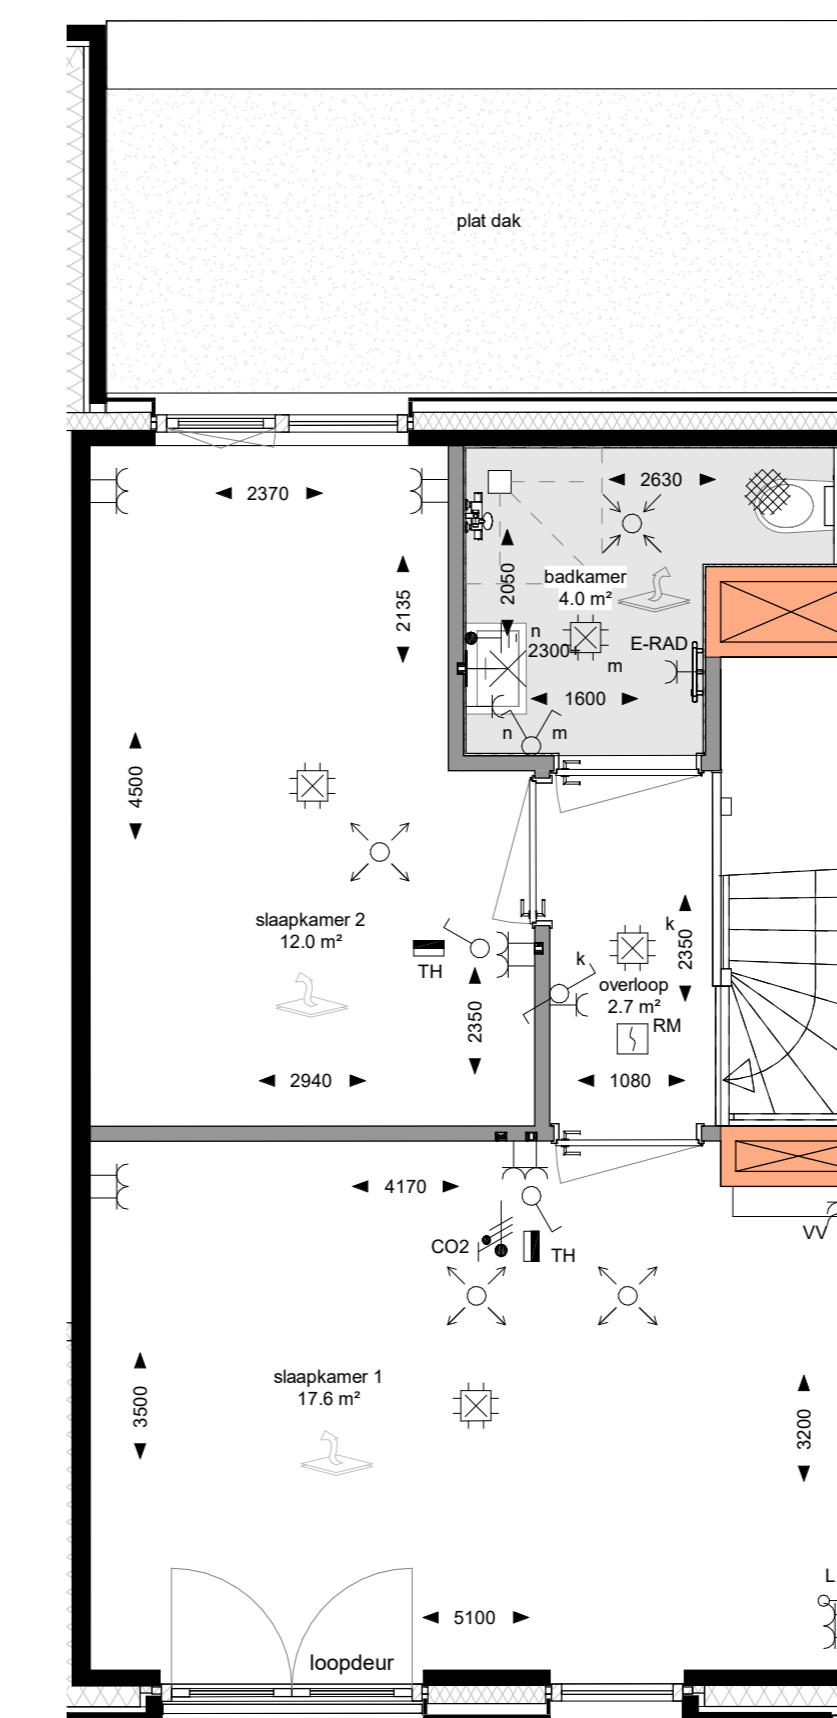 plat dak
2370
2630
2135
2050
badkamer
4.0 m²
n
2300+
m
E-RAD
1600
n
m
4500
slaapkamer 2
12.0 m²
TH
k
k
2350
overloop
2.7 m²
RM
2350
2940
1080
4170
VV
CO2
TH
slaapkamer 1
17.6 m²
3500
3200
L
5100
loopdeur